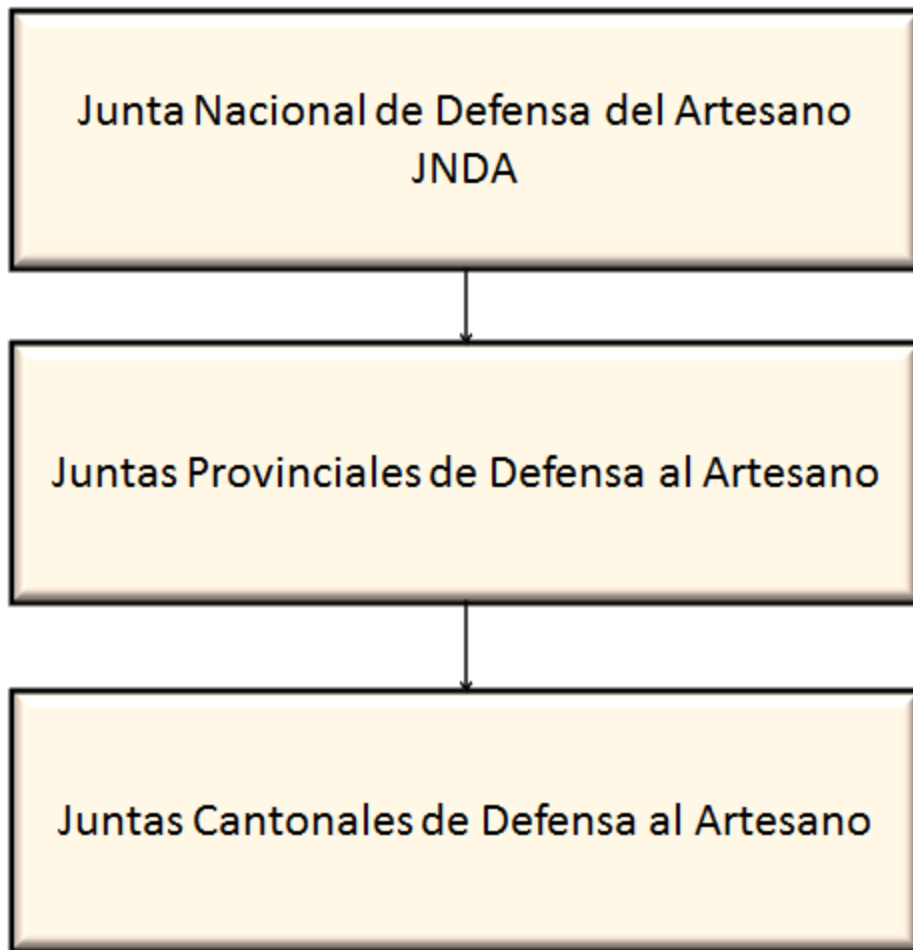 Junta Nacional de Defensa del Artesano
JNDA
Juntas Provinciales de Defensa al Artesano
Juntas Cantonales de Defensa al Artesano